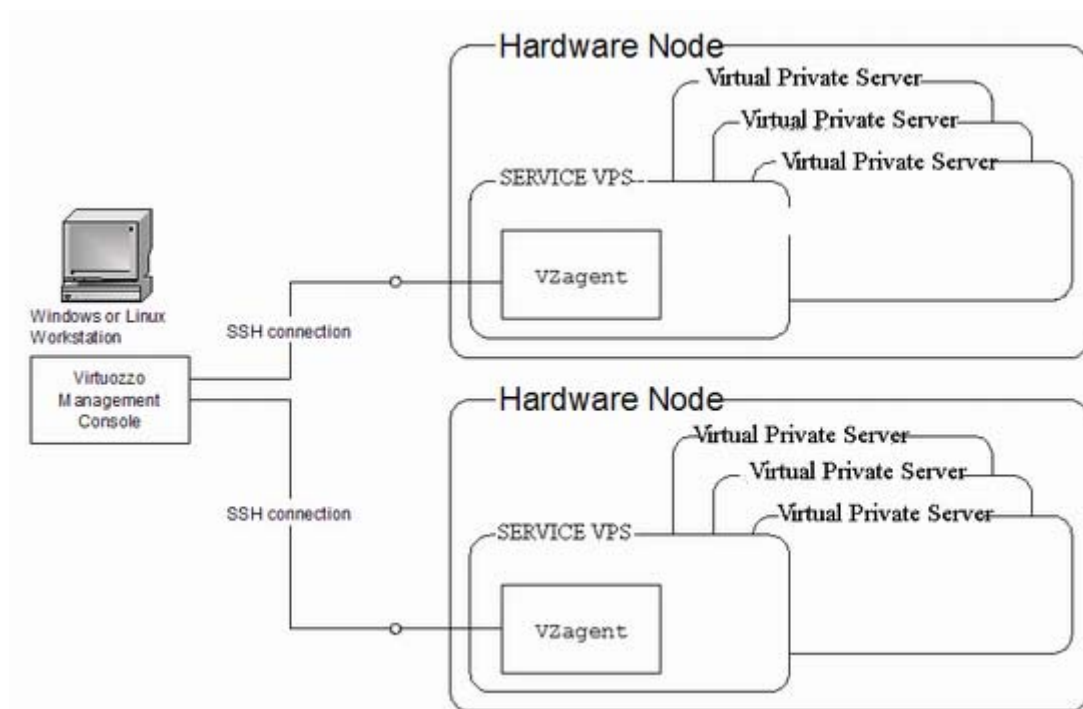 Hardware Node
Virtual Private Server
Virtual Private Server
Virtual Private Server
SERVICE VPS
VZagent
Windows or Linux
Workstation
SSH connection
Virtuozzo
Management
Console
Hardware Node
Virtual Private Server
Virtual Private Server
Virtual Private Server
SSH connection
SERVICE VPS
VZagent